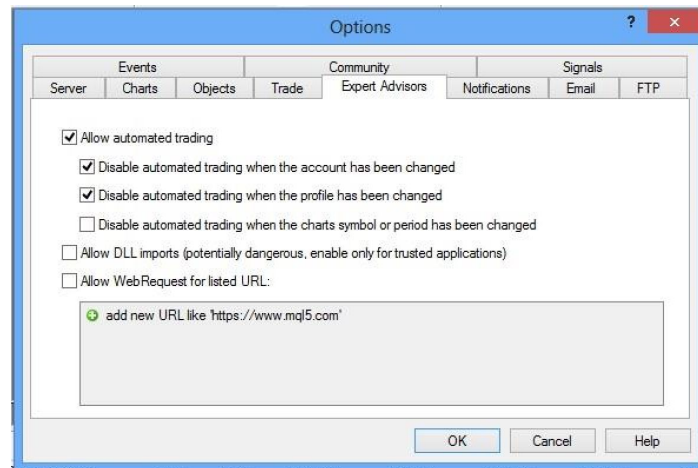 Options
?
Events Community Signals
Server Charts Objects Trade Expert Advisors Notifications Email FTP
Allow automated trading
Disable automated trading when the account has been changed
Disable automated trading when the profile has been changed
Disable automated trading when the charts symbol or period has been changed
Allow DLL imports (potentially dangerous, enable only for trusted applications)
Allow WebRequest for listed URL:
add new URL like 'https://www.mql5.com'
OK Cancel Help